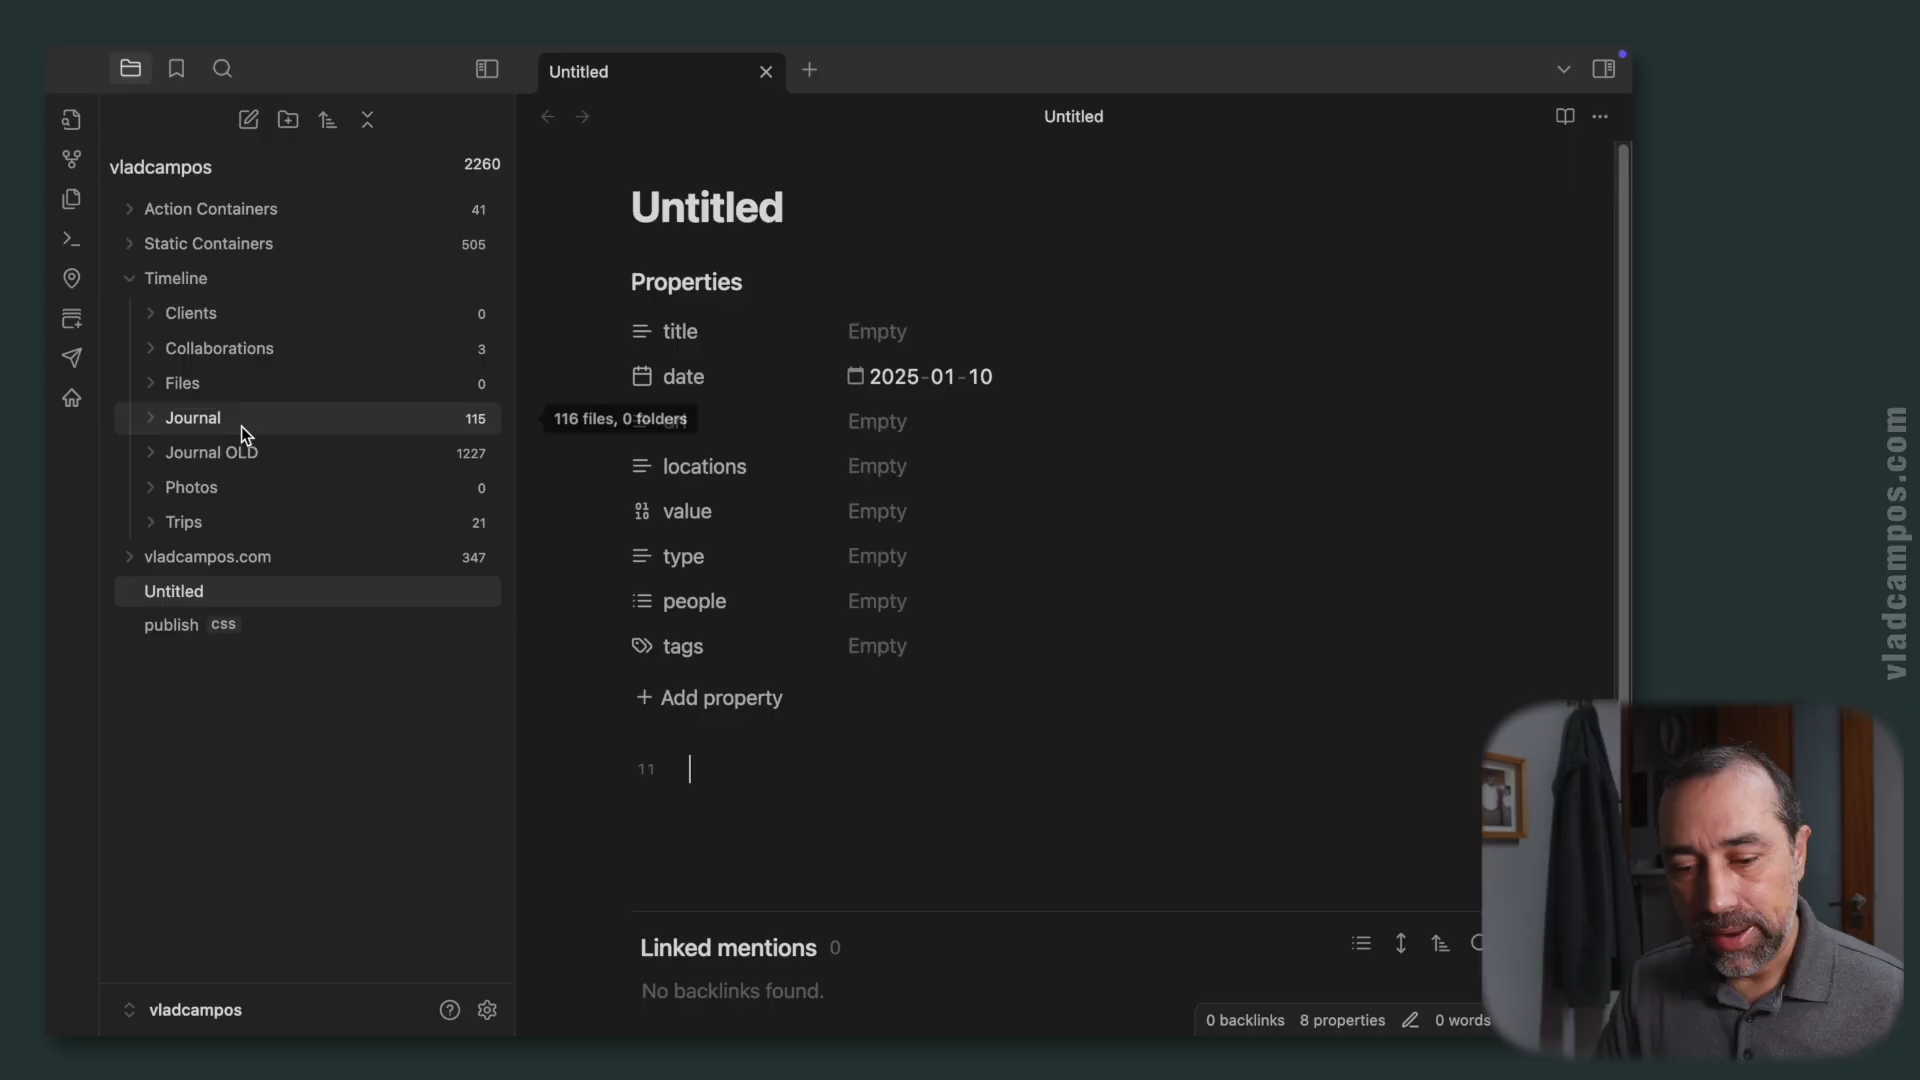 Untitled
Untitled
vladcampos 2260
Action Containers 41
Static Containers 505
Timeline
Clients 0
Collaborations 3
Files 0
Journal 115
Journal OLD 1227
Photos 0
Trips 21
vladcampos.com 347
Untitled
publish CSS
Untitled
Properties
title Empty
date 2025-01-10
116 files, 0 folders
Empty
locations Empty
value Empty
type Empty
people Empty
tags Empty
+ Add property
11
Linked mentions 0
No backlinks found.
0 backlinks 8 properties 0 words
vladcampos
vladcampos.com